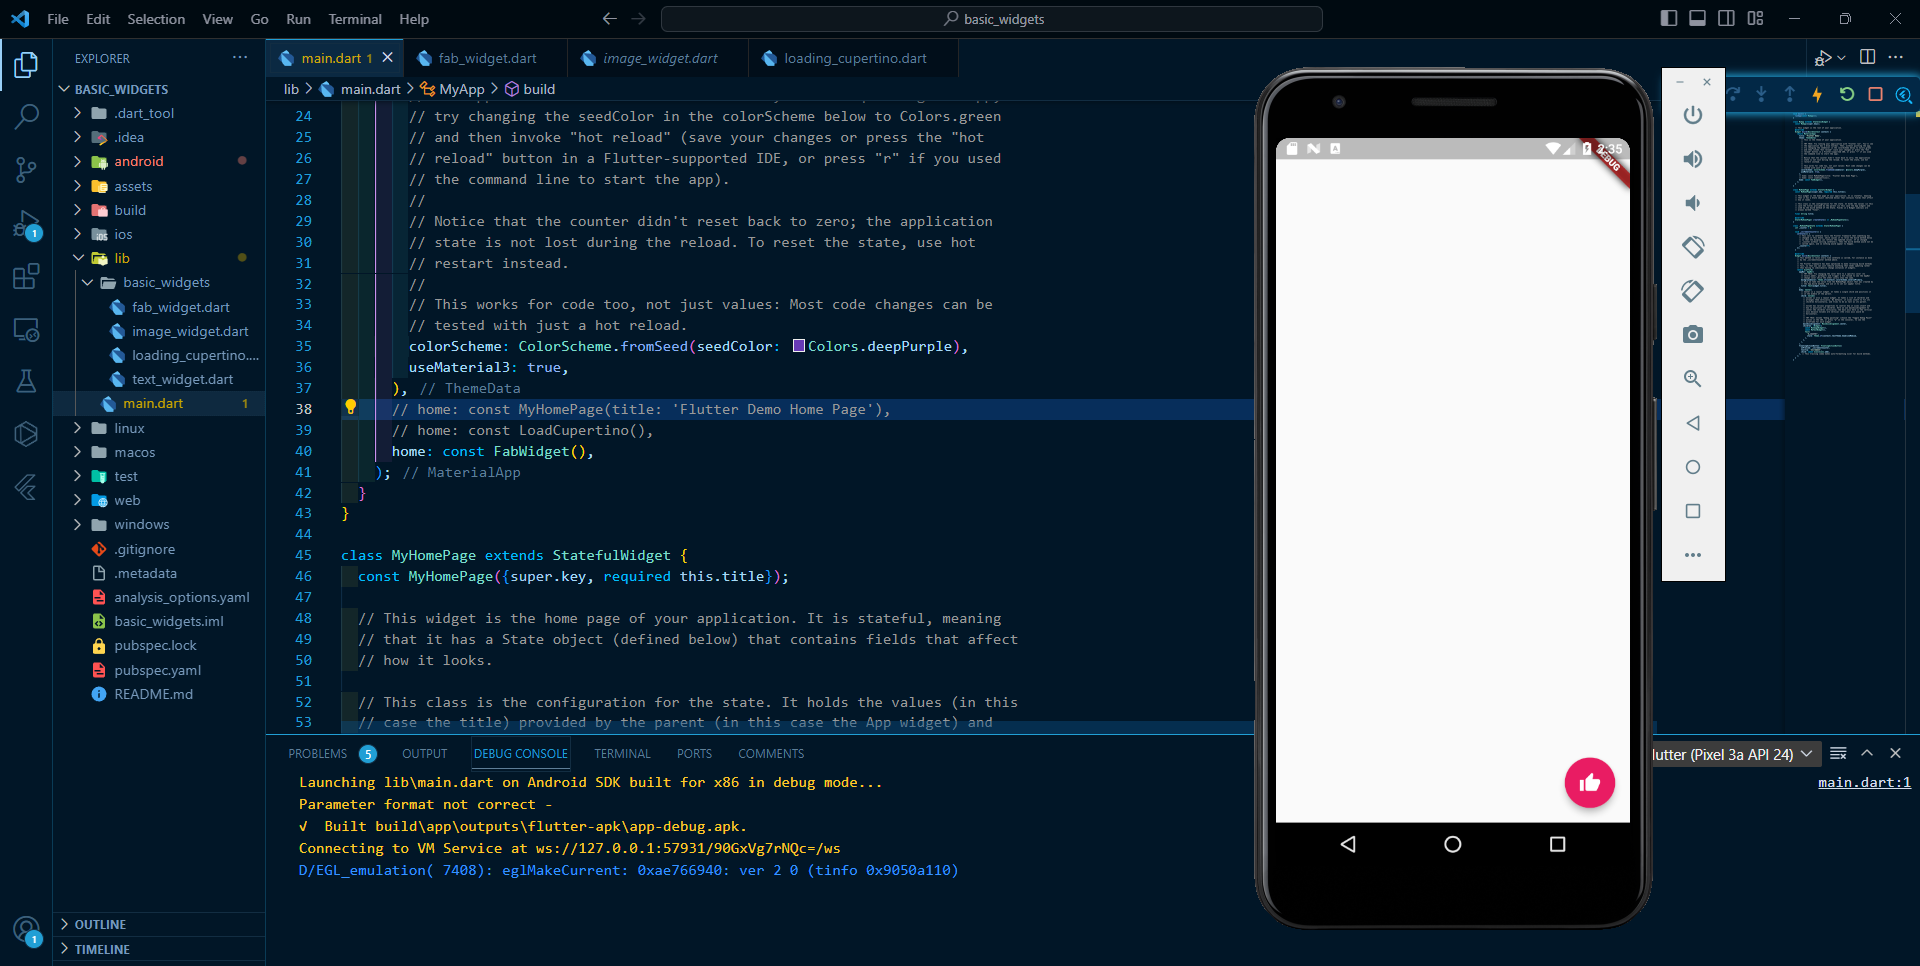 File Edit Selection View Go Run Terminal Help
basic_widgets
EXPLORER
main.dart 1
fab_widget.dart
image_widget.dart
loading_cupertino.dart
BASIC_WIDGETS
.dart_tool
.idea
android
assets
build
ios
lib
basic_widgets
fab_widget.dart
image_widget.dart
loading_cupertino....
text_widget.dart
main.dart 1
linux
macos
test
web
windows
.gitignore
.metadata
analysis_options.yaml
basic_widgets.iml
pubspec.lock
pubspec.yaml
README.md
OUTLINE
TIMELINE
1
1
lib > main.dart > MyApp > build
24 // try changing the seedColor in the colorScheme below to Colors.green
25 // and then invoke "hot reload" (save your changes or press the "hot
26 // reload" button in a Flutter-supported IDE, or press "r" if you used
27 // the command line to start the app).
28 //
29 // Notice that the counter didn't reset back to zero; the application
30 // state is not lost during the reload. To reset the state, use hot
31 // restart instead.
32 //
33 // This works for code too, not just values: Most code changes can be
34 // tested with just a hot reload.
35 colorScheme: ColorScheme.fromSeed(seedColor: Colors.deepPurple),
36 useMaterial3: true,
37 ), // ThemeData
38 // home: const MyHomePage(title: 'Flutter Demo Home Page'),
39 // home: const LoadCupertino(),
40 home: const FabWidget(),
41 ); // MaterialApp
42 }
43 }
44
45 class MyHomePage extends StatefulWidget {
46 const MyHomePage({super.key, required this.title});
47
48 // This widget is the home page of your application. It is stateful, meaning
49 // that it has a State object (defined below) that contains fields that affect
50 // how it looks.
51
52 // This class is the configuration for the state. It holds the values (in this
53 // case the title) provided by the parent (in this case the App widget) and
PROBLEMS 5 OUTPUT DEBUG CONSOLE TERMINAL PORTS COMMENTS
lutter (Pixel 3a API 24)
Launching lib\main.dart on Android SDK built for x86 in debug mode...
main.dart:1
Parameter format not correct -
√ Built build\app\outputs\flutter-apk\app-debug.apk.
Connecting to VM Service at ws://127.0.0.1:57931/90GxVg7rNQc=/ws
D/EGL_emulation( 7408): eglMakeCurrent: 0xae766940: ver 2 0 (tinfo 0x9050a110)
2:35
DEBUG